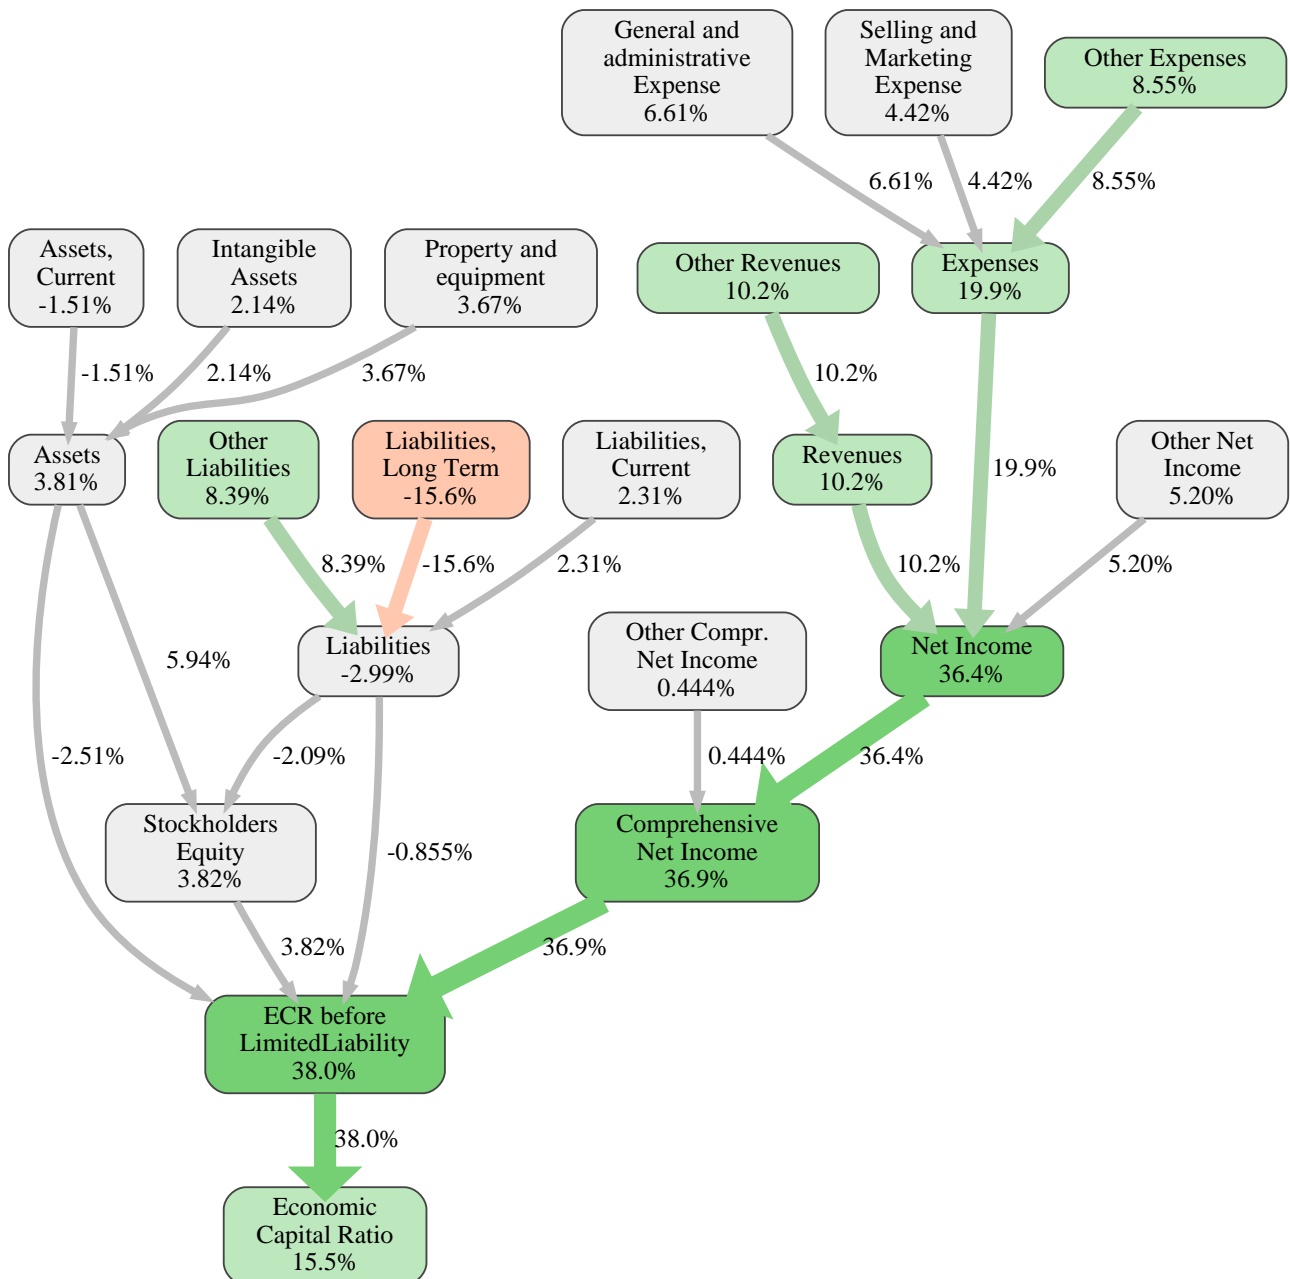 General and
administrative
Expense
6.61%
Selling and
Marketing
Expense
4.42%
Other Expenses
8.55%
6.61%
4.42%
8.55%
Assets,
Current
-1.51%
Intangible
Assets
2.14%
Property and
equipment
3.67%
Other Revenues
10.2%
Expenses
19.9%
-1.51%
2.14%
3.67%
10.2%
19.9%
Assets
3.81%
Other
Liabilities
8.39%
Liabilities,
Long Term
-15.6%
Liabilities,
Current
2.31%
Revenues
10.2%
Other Net
Income
5.20%
8.39%
-15.6%
2.31%
10.2%
5.20%
Liabilities
-2.99%
Other Compr.
Net Income
0.444%
Net Income
36.4%
5.94%
-2.51%
-2.09%
0.444%
36.4%
Stockholders
Equity
3.82%
-0.855%
Comprehensive
Net Income
36.9%
3.82%
36.9%
ECR before
LimitedLiability
38.0%
38.0%
Economic
Capital Ratio
15.5%